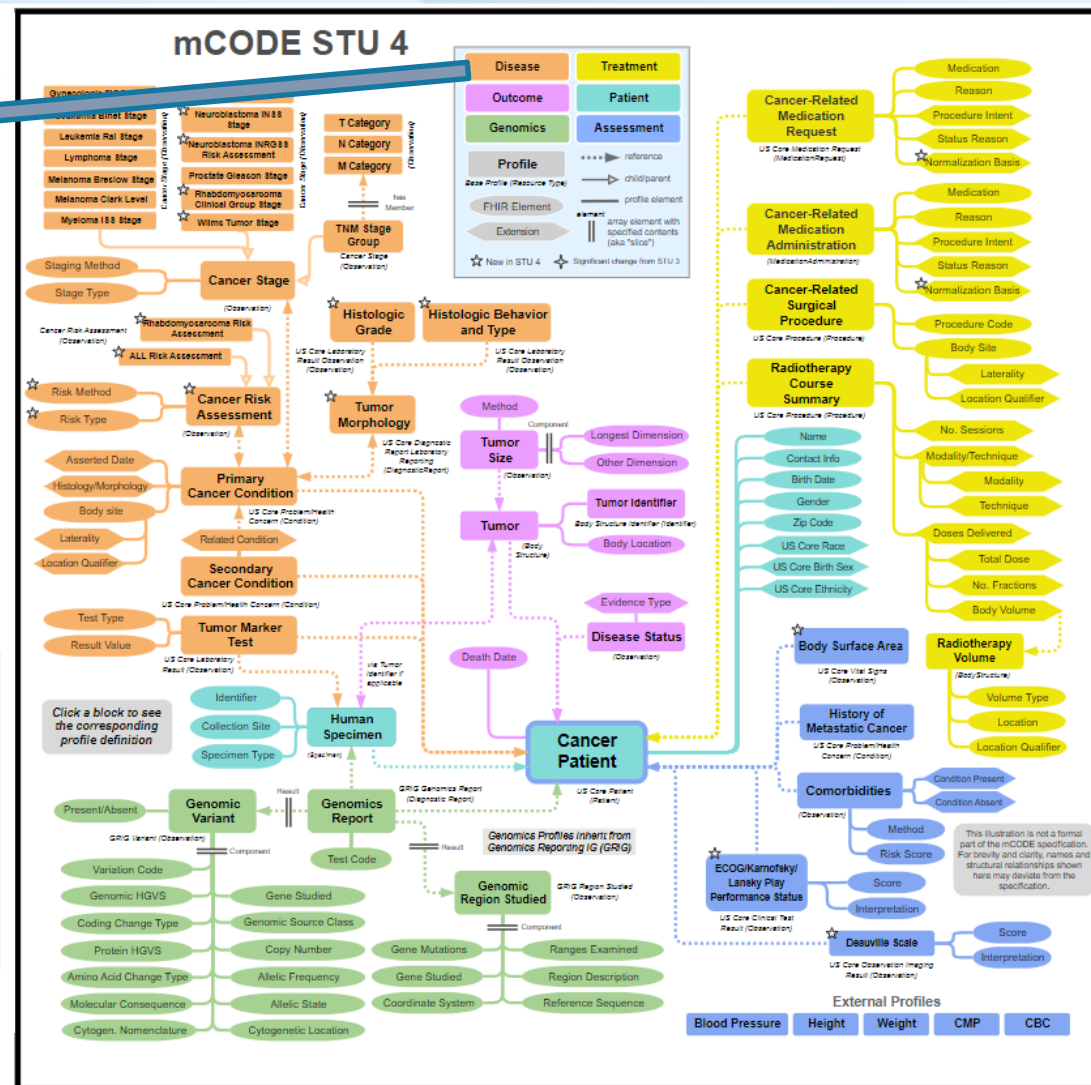 mCODE STU 4
Disease
Treatment
Outcome
Patient
Genomics
Assessment
Profile
Base Profile (Resource Type)
FHIR Element
Extension
reference
child/parent
profile element
element
array element with
specified contents
(aka "slice")
New in STU 4
Significant change from STU 3
Leukemia Binet Stage
Leukemia Rai Stage
Lymphoma Stage
Melanoma Breslow Stage
Melanoma Clark Level
Myeloma ISS Stage
Cancer Stage (Observation)
Neuroblastoma INSS
Stage
Neuroblastoma INRGSS
Risk Assessment
Prostate Gleason Stage
Rhabdomyosarcoma
Clinical Group Stage
Wilms Tumor Stage
Cancer Stage (Observation)
T Category
N Category
M Category
(Observation)
has
Member
TNM Stage
Group
Cancer Stage
(Observation)
Staging Method
Stage Type
Cancer Stage
(Observation)
Cancer Risk Assessment
(Observation)
Rhabdomyosarcoma Risk
Assessment
ALL Risk Assessment
Risk Method
Risk Type
Cancer Risk
Assessment
(Observation)
Histologic
Grade
US Core Laboratory
Result Observation
(Observation)
Histologic Behavior
and Type
US Core Laboratory
Result Observation
(Observation)
Tumor
Morphology
US Core Diagnostic
Report Laboratory
Reporting
(DiagnosticReport)
Asserted Date
Histology/Morphology
Body site
Laterality
Location Qualifier
Primary
Cancer Condition
US Core Problem/Health
Concern (Condition)
Related Condition
Secondary
Cancer Condition
US Core Problem/Health Concern (Condition)
Test Type
Result Value
Tumor Marker
Test
US Core Laboratory
Result (Observation)
Method
Tumor
Size
(Observation)
Component
Longest Dimension
Other Dimension
Tumor
(Body
Structure)
Tumor Identifier
Body Structure Identifier (Identifier)
Body Location
Evidence Type
Disease Status
(Observation)
Death Date
via Tumor
Identifier if
applicable
Click a block to see
the corresponding
profile definition
Identifier
Collection Site
Specimen Type
Human
Specimen
(Specimen)
Cancer
Patient
US Core Patient
(Patient)
Name
Contact Info
Birth Date
Gender
Zip Code
US Core Race
US Core Birth Sex
US Core Ethnicity
Cancer-Related
Medication
Request
US Core Medication Request
(MedicationRequest)
Medication
Reason
Procedure Intent
Status Reason
Normalization Basis
Cancer-Related
Medication
Administration
(MedicationAdministration)
Medication
Reason
Procedure Intent
Status Reason
Normalization Basis
Cancer-Related
Surgical
Procedure
US Core Procedure (Procedure)
Procedure Code
Body Site
Laterality
Location Qualifier
Radiotherapy
Course
Summary
US Core Procedure (Procedure)
No. Sessions
Modality/Technique
Modality
Technique
Doses Delivered
Total Dose
No. Fractions
Body Volume
Radiotherapy
Volume
(BodyStructure)
Volume Type
Location
Location Qualifier
Body Surface Area
US Core Vital Signs
(Observation)
History of
Metastatic Cancer
US Core Problem/Health
Concern (Condition)
Comorbidities
(Observation)
Condition Present
Condition Absent
Method
Risk Score
ECOG/Karnofsky/
Lansky Play
Performance Status
US Core Clinical Test
Result (Observation)
Score
Interpretation
Deauville Scale
US Core Observation Imaging
Result (Observation)
Score
Interpretation
This illustration is not a formal
part of the mCODE specification.
For brevity and clarity, names and
structural relationships shown
here may deviate from the
specification.
External Profiles
Blood Pressure
Height
Weight
CMP
CBC
Present/Absent
Genomic
Variant
GRIG Variant (Observation)
Result
Genomics
Report
GRIG Genomics Report
(Diagnostic Report)
Test Code
Result
Genomics Profiles inherit from
Genomics Reporting IG (GRIG)
Genomic
Region Studied
GRIG Region Studied
(Observation)
Component
Variation Code
Genomic HGVS
Coding Change Type
Protein HGVS
Amino Acid Change Type
Molecular Consequence
Cytogen. Nomenclature
Gene Studied
Genomic Source Class
Copy Number
Allelic Frequency
Allelic State
Cytogenetic Location
Component
Gene Mutations
Gene Studied
Coordinate System
Ranges Examined
Region Description
Reference Sequence